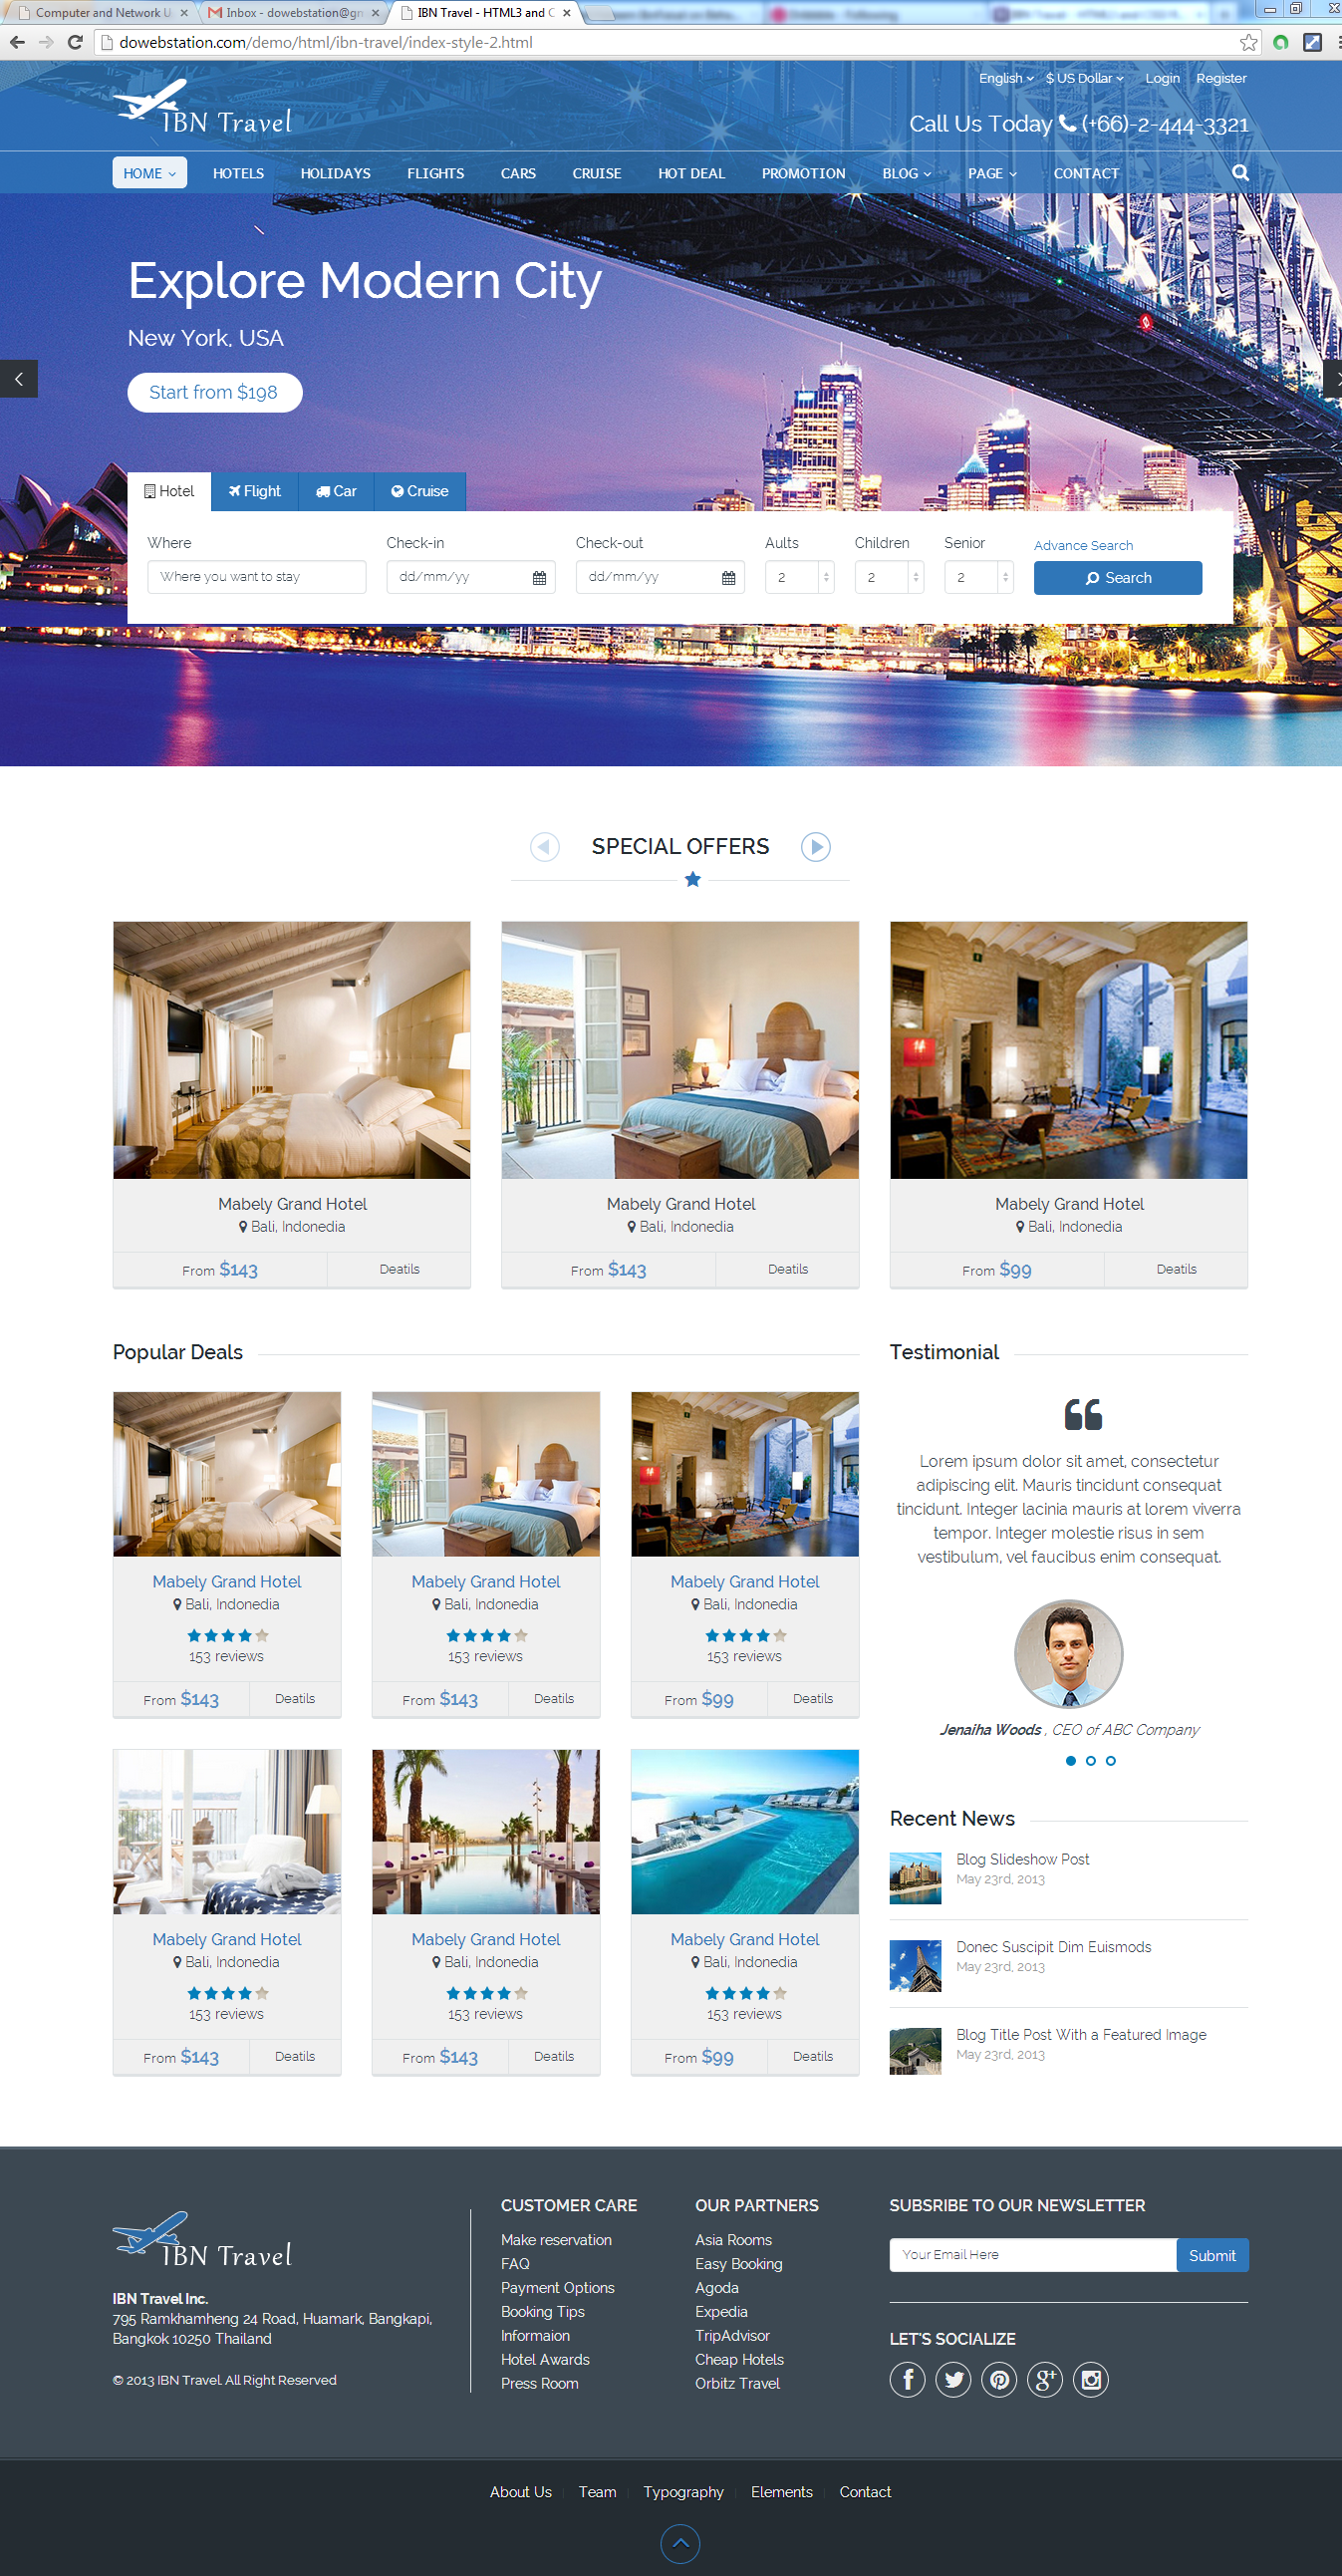 Computer and Network U
Inbox - dowebstation@gn
IBN Travel - HTML3 and C
dowebstation.com/demo/html/ibn-travel/index-style-2.html
English $ US Dollar Login Register
IBN Travel
Call Us Today (+66)-2-444-3321
HOME HOTELS HOLIDAYS FLIGHTS CARS CRUISE HOT DEAL PROMOTION BLOG PAGE CONTACT
Explore Modern City
New York, USA
Start from $198
Hotel Flight Car Cruise
Where Check-in Check-out Aults Children Senior Advance Search
Where you want to stay dd/mm/yy dd/mm/yy 2 2 2 Search
SPECIAL OFFERS
Mabely Grand Hotel
Bali, Indonedia
From $143 Deatils
Mabely Grand Hotel
Bali, Indonedia
From $143 Deatils
Mabely Grand Hotel
Bali, Indonedia
From $99 Deatils
Popular Deals
Mabely Grand Hotel
Bali, Indonedia
153 reviews
From $143 Deatils
Mabely Grand Hotel
Bali, Indonedia
153 reviews
From $143 Deatils
Mabely Grand Hotel
Bali, Indonedia
153 reviews
From $99 Deatils
Mabely Grand Hotel
Bali, Indonedia
153 reviews
From $143 Deatils
Mabely Grand Hotel
Bali, Indonedia
153 reviews
From $143 Deatils
Mabely Grand Hotel
Bali, Indonedia
153 reviews
From $99 Deatils
Testimonial
Lorem ipsum dolor sit amet, consectetur
adipiscing elit. Mauris tincidunt consequat
tincidunt. Integer lacinia mauris at lorem viverra
tempor. Integer molestie risus in sem
vestibulum, vel faucibus enim consequat.
Jenaiha Woods , CEO of ABC Company
Recent News
Blog Slideshow Post
May 23rd, 2013
Donec Suscipit Dim Euismods
May 23rd, 2013
Blog Title Post With a Featured Image
May 23rd, 2013
IBN Travel
IBN Travel Inc.
795 Ramkhamheng 24 Road, Huamark, Bangkapi,
Bangkok 10250 Thailand
© 2013 IBN Travel. All Right Reserved
CUSTOMER CARE
Make reservation
FAQ
Payment Options
Booking Tips
Informaion
Hotel Awards
Press Room
OUR PARTNERS
Asia Rooms
Easy Booking
Agoda
Expedia
TripAdvisor
Cheap Hotels
Orbitz Travel
SUBSRIBE TO OUR NEWSLETTER
Your Email Here Submit
LET'S SOCIALIZE
About Us Team Typography Elements Contact